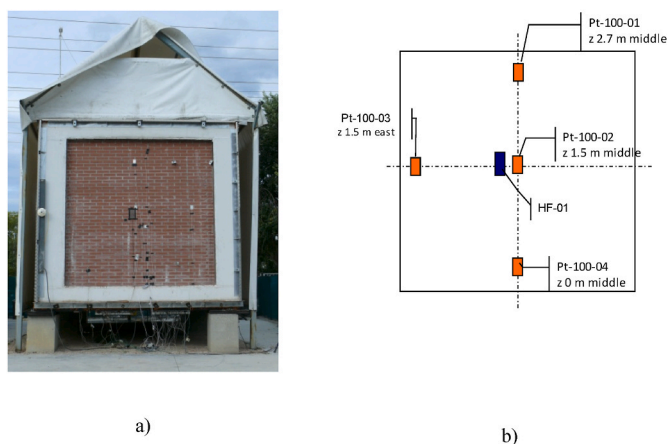 Pt-100-01
z 2.7 m middle
Pt-100-03
z 1.5 m east
Pt-100-02
z 1.5 m middle
HF-01
Pt-100-04
z 0 m middle
a)
b)